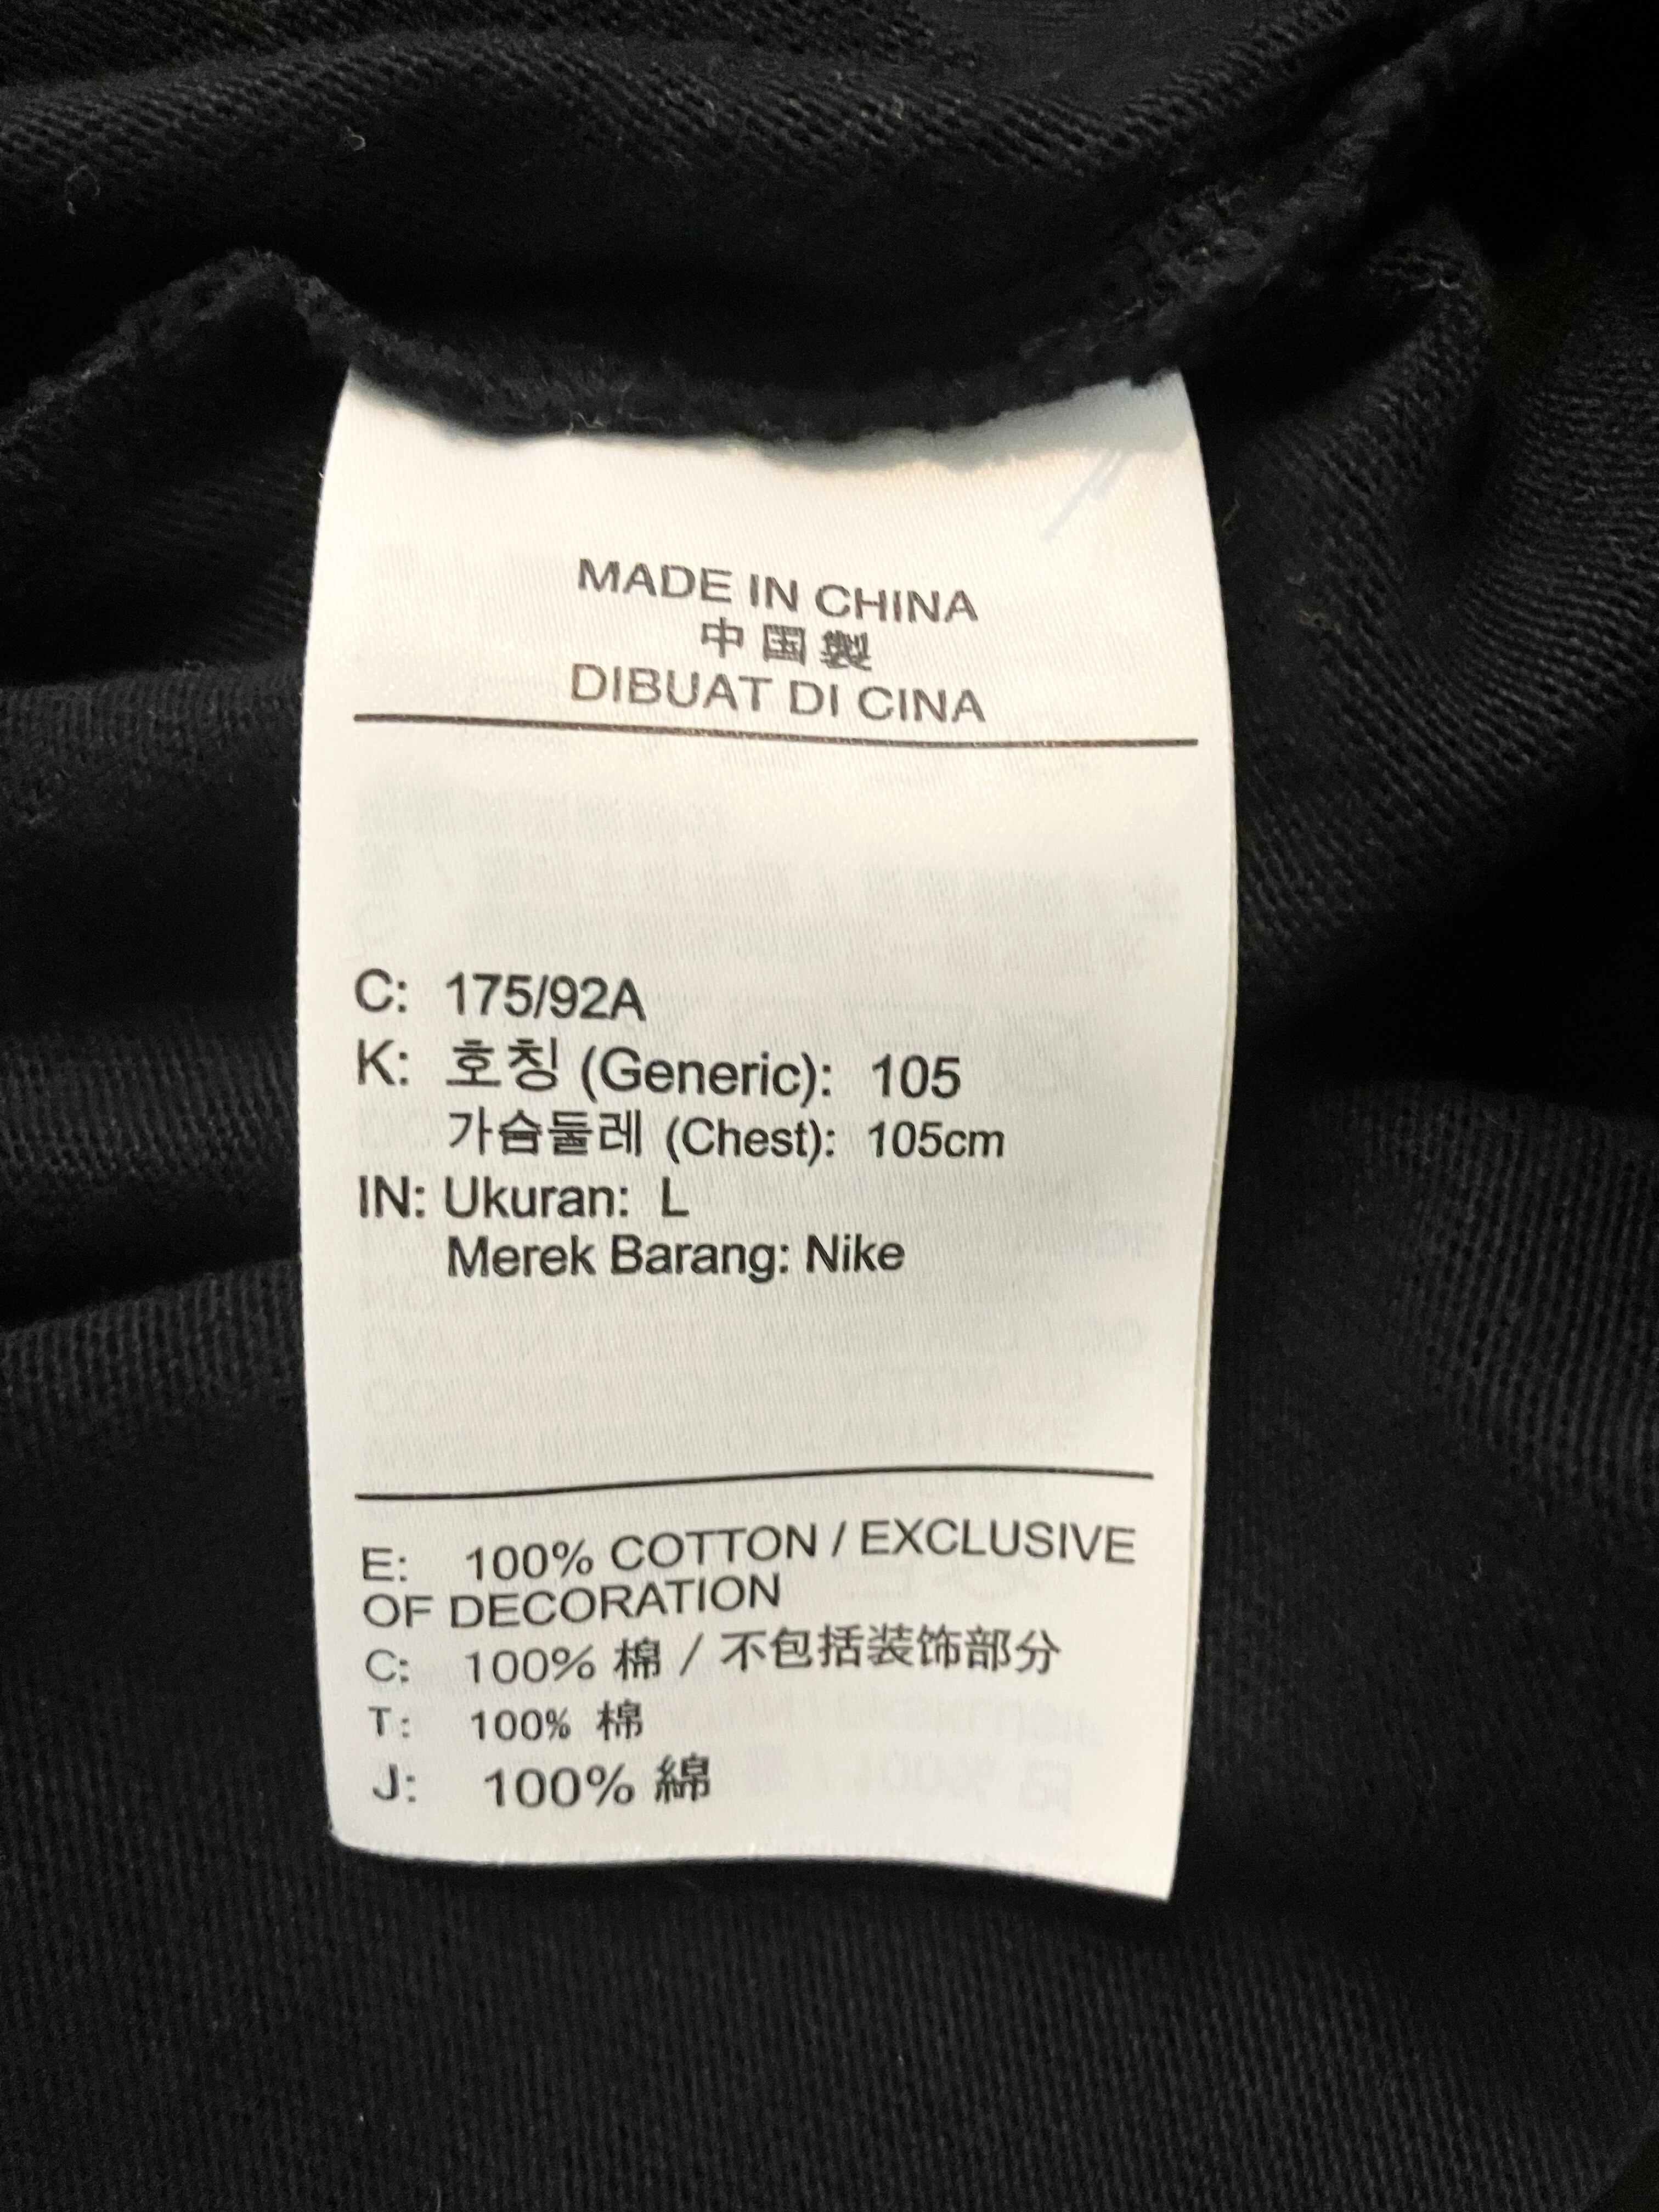 MADE IN CHINA
中国製
DIBUAT DI CINA
C: 175/92A
K: 호칭 (Generic): 105
가슴둘레 (Chest): 105cm
IN: Ukuran: L
Merek Barang: Nike
E: 100% COTTON / EXCLUSIVE
OF DECORATION
C: 100% 棉 / 不包括装饰部分
T: 100% 棉
J: 100% 綿